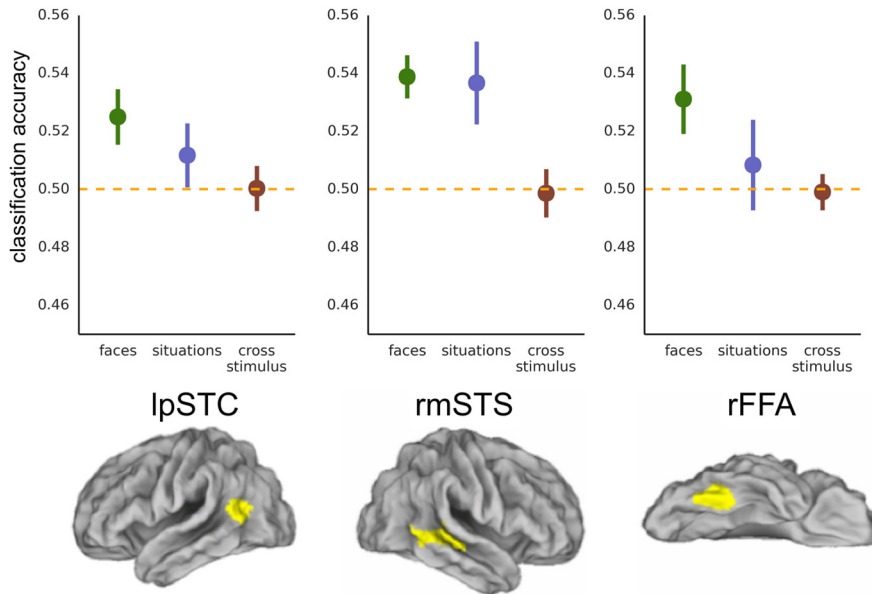 classification accuracy
0.56
0.54
0.52
0.50
0.48
0.46
faces situations cross
stimulus
0.56
0.54
0.52
0.50
0.48
0.46
faces situations cross
stimulus
0.56
0.54
0.52
0.50
0.48
0.46
faces situations cross
stimulus
lpSTC
rmSTS
rFFA